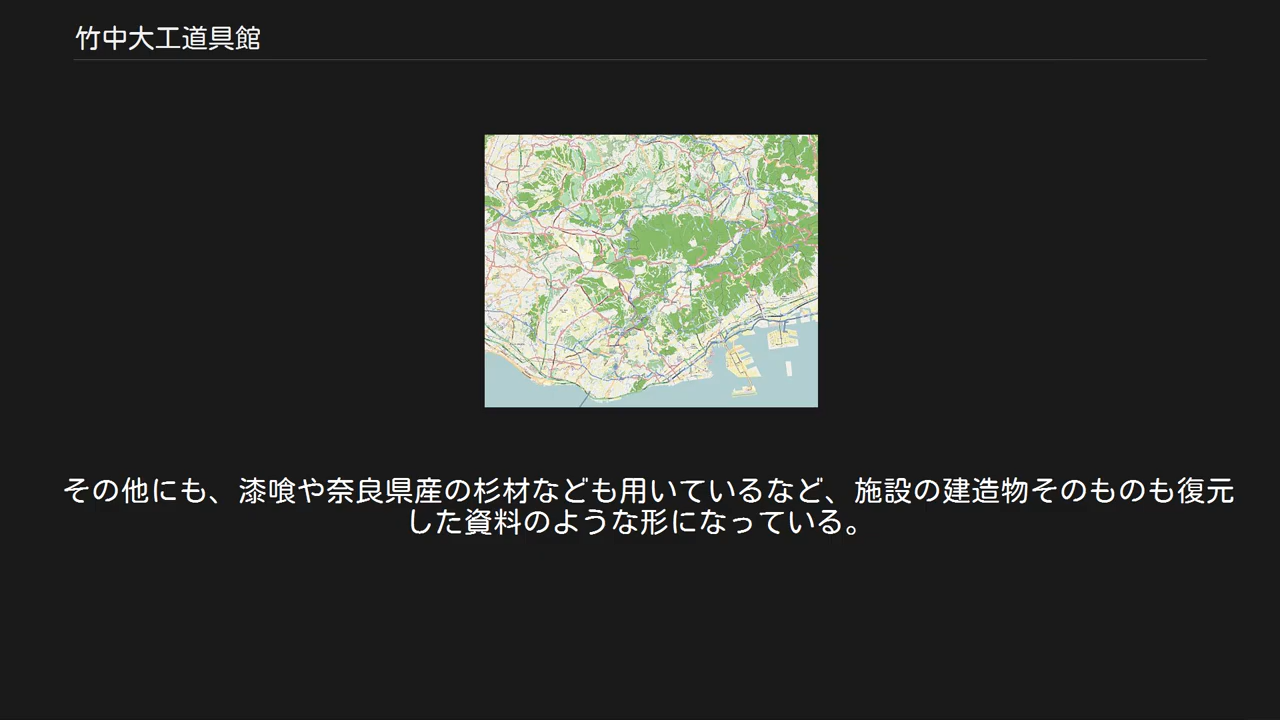 竹中大工道具館
その他にも、漆喰や奈良県産の杉材なども用いているなど、施設の建造物そのものも復元
した資料のような形になっている。